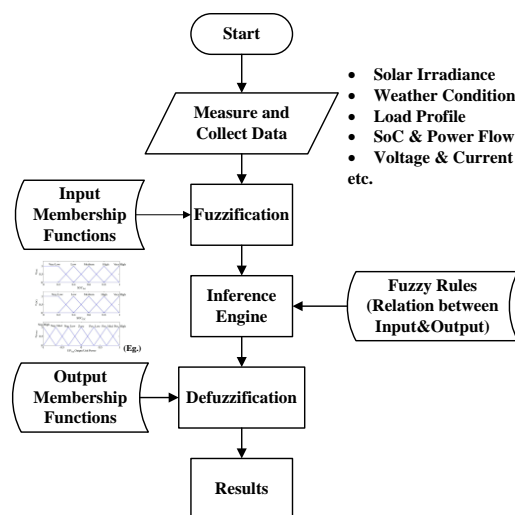 Start
Measure and
Collect Data
• Solar Irradiance
• Weather Condition
• Load Profile
• SoC & Power Flow
• Voltage & Current
etc.
Input
Membership
Functions
Fuzzification
Inference
Engine
Fuzzy Rules
(Relation between
Input&Output)
(Eg.)
Output
Membership
Functions
Defuzzification
Results